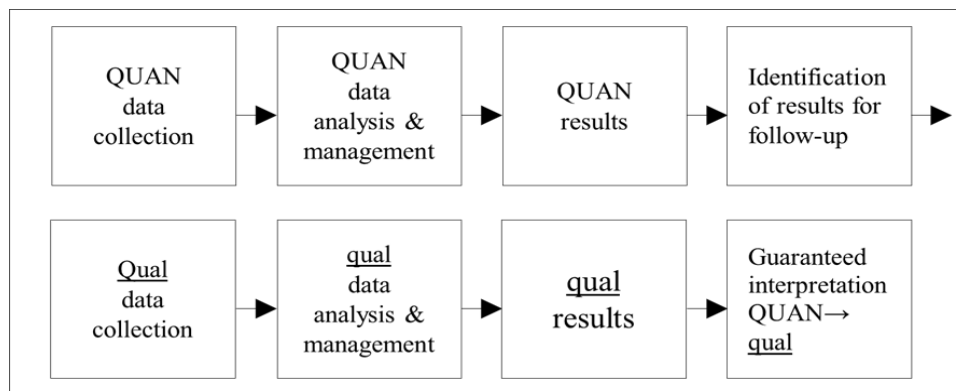 QUAN
data
collection
QUAN
data
analysis &
management
QUAN
results
Identification
of results for
follow-up
Qual
data
collection
qual
data
analysis &
management
qual
results
Guaranteed
interpretation
QUAN→
qual